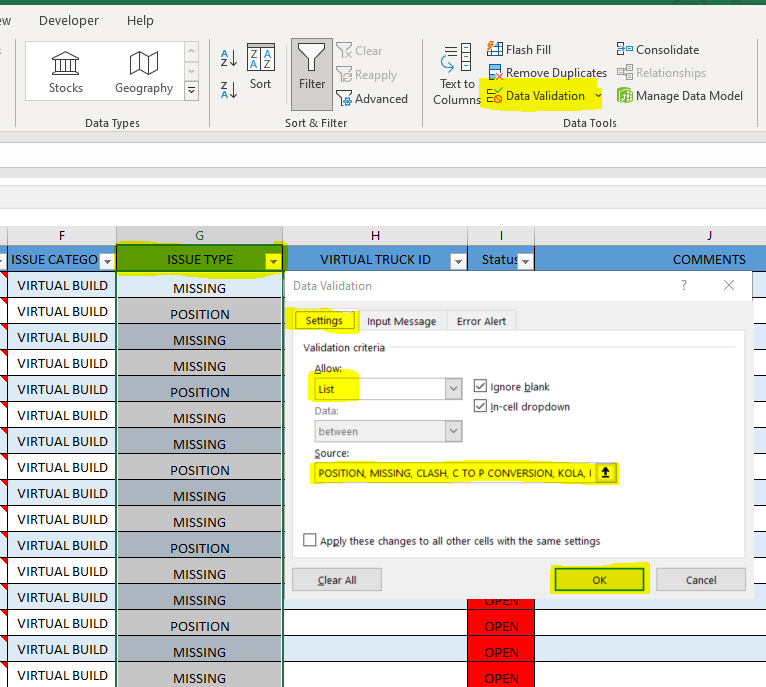 ew Developer Help
Stocks
Geography
Data Types
A Z
Z A
Z A A Z
Sort
Filter
Clear
Reapply
Advanced
Sort & Filter
Text to
Columns
Flash Fill
Remove Duplicates
Data Validation
Consolidate
Relationships
Manage Data Model
Data Tools
F G H I J
ISSUE CATEGO ISSUE TYPE VIRTUAL TRUCK ID Status COMMENTS
VIRTUAL BUILD MISSING
VIRTUAL BUILD POSITION
VIRTUAL BUILD MISSING
VIRTUAL BUILD MISSING
VIRTUAL BUILD POSITION
VIRTUAL BUILD MISSING
VIRTUAL BUILD MISSING
VIRTUAL BUILD POSITION
VIRTUAL BUILD MISSING
VIRTUAL BUILD MISSING
VIRTUAL BUILD POSITION
VIRTUAL BUILD MISSING
VIRTUAL BUILD MISSING OPEN
VIRTUAL BUILD POSITION OPEN
VIRTUAL BUILD MISSING OPEN
VIRTUAL BUILD MISSING OPEN
Data Validation ?
Settings Input Message Error Alert
Validation criteria
Allow:
List
Ignore blank
Data:
In-cell dropdown
between
Source:
POSITION, MISSING, CLASH, C TO P CONVERSION, KOLA, I
Apply these changes to all other cells with the same settings
Clear All OK Cancel